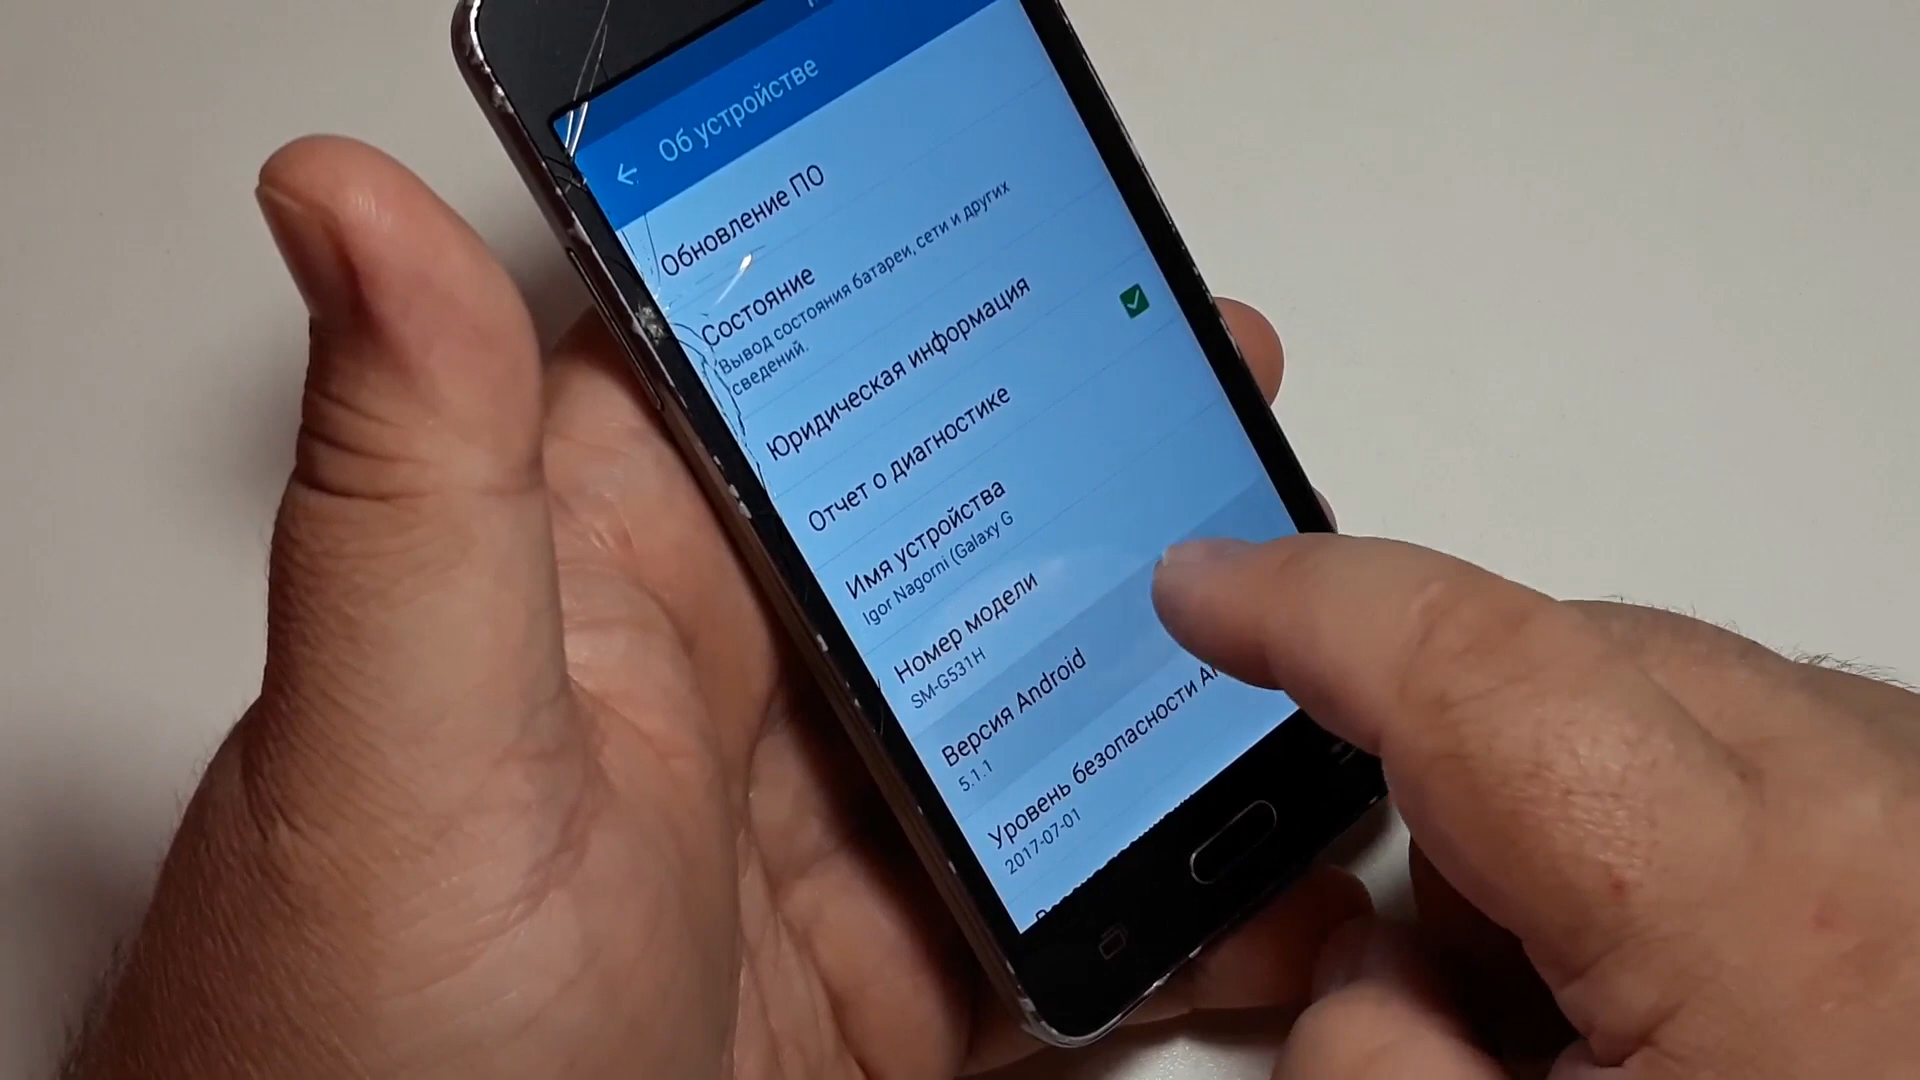 Об устройстве
Обновление ПО
Состояние
Вывод состояния батареи, сети и других
сведений.
Юридическая информация
Отчет о диагностике
Имя устройства
Igor Nagorni (Galaxy G
Номер модели
SM-G531H
Версия Android
5.1.1
Уровень безопасности
2017-07-01